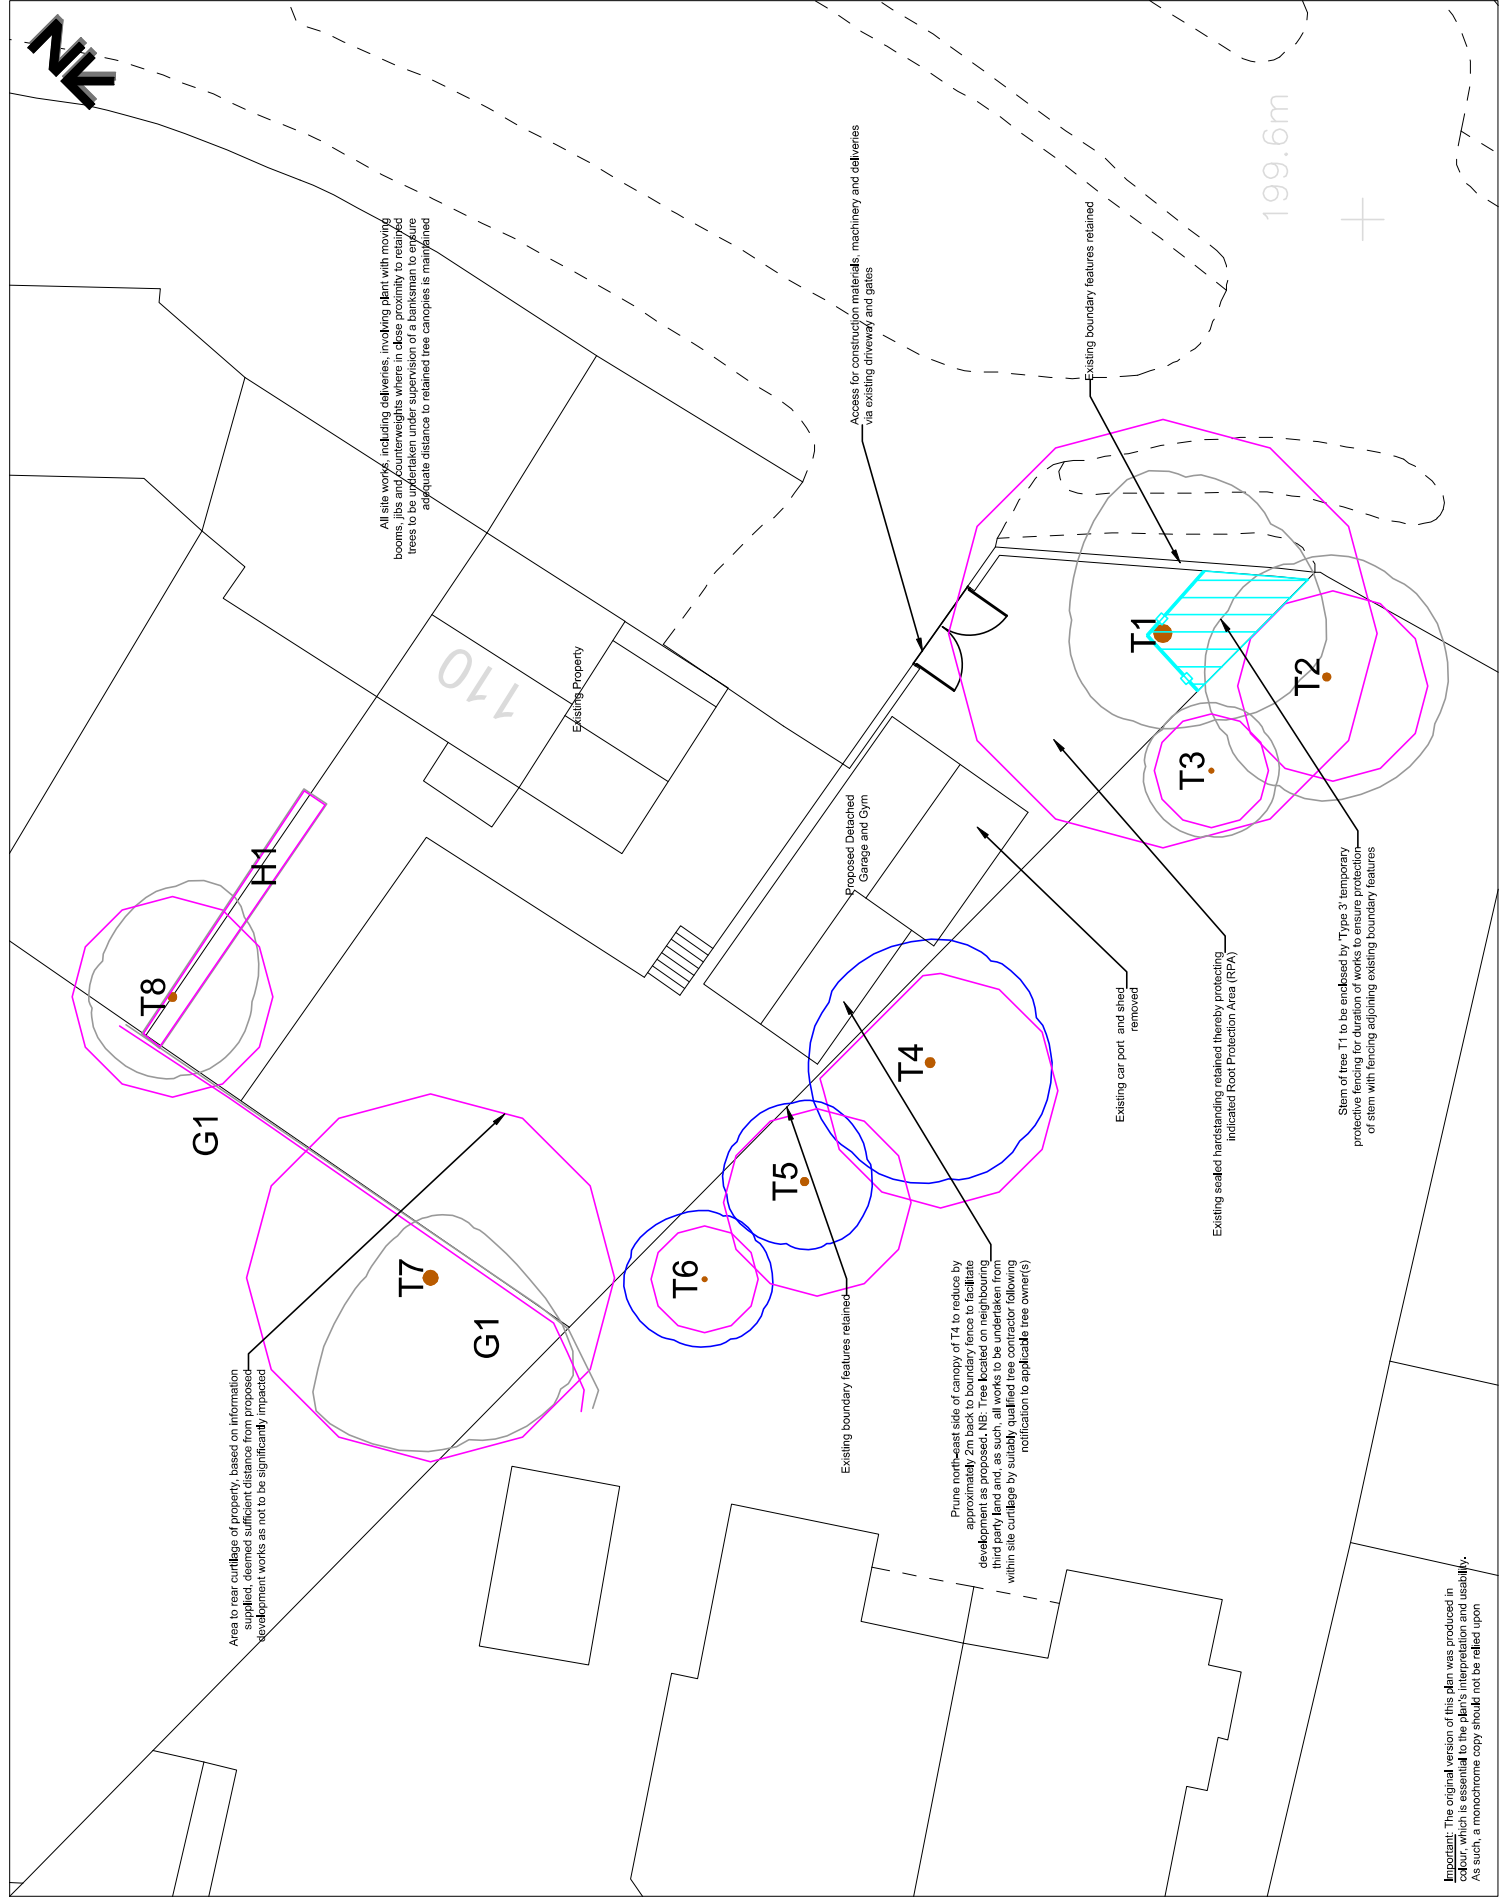 N
All site works, including deliveries, involving plant with moving
booms, jibs and counterweights where in close proximity to retained
trees to be undertaken under supervision of a banksman to ensure
adequate distance to retained tree canopies is maintained
Access for construction materials, machinery and deliveries
via existing driveway and gates
Existing boundary features retained
199.6m
110
Existing Property
Proposed Detached
Garage and Gym
T1
T2
T3
T4
T5
T6
T7
T8
H1
G1
G1
Stem of tree T1 to be enclosed by 'Type 3' temporary
protective fencing for duration of works to ensure protection
of stem with fencing adjoining existing boundary features
Existing sealed hardstanding retained thereby protecting
indicated Root Protection Area (RPA)
Existing car port and shed
removed
Prune north-east side of canopy of T4 to reduce by
approximately 2m back to boundary fence to facilitate
development as proposed. NB: Tree located on neighbouring
third party land and, as such, all works to be undertaken from
within site curtilage by suitably qualified tree contractor following
notification to applicable tree owner(s)
Existing boundary features retained
Area to rear curtilage of property, based on information
supplied, deemed sufficient distance from proposed
development works as not to be significantly impacted
Important: The original version of this plan was produced in
colour, which is essential to the plan's interpretation and usability.
As such, a monochrome copy should not be relied upon